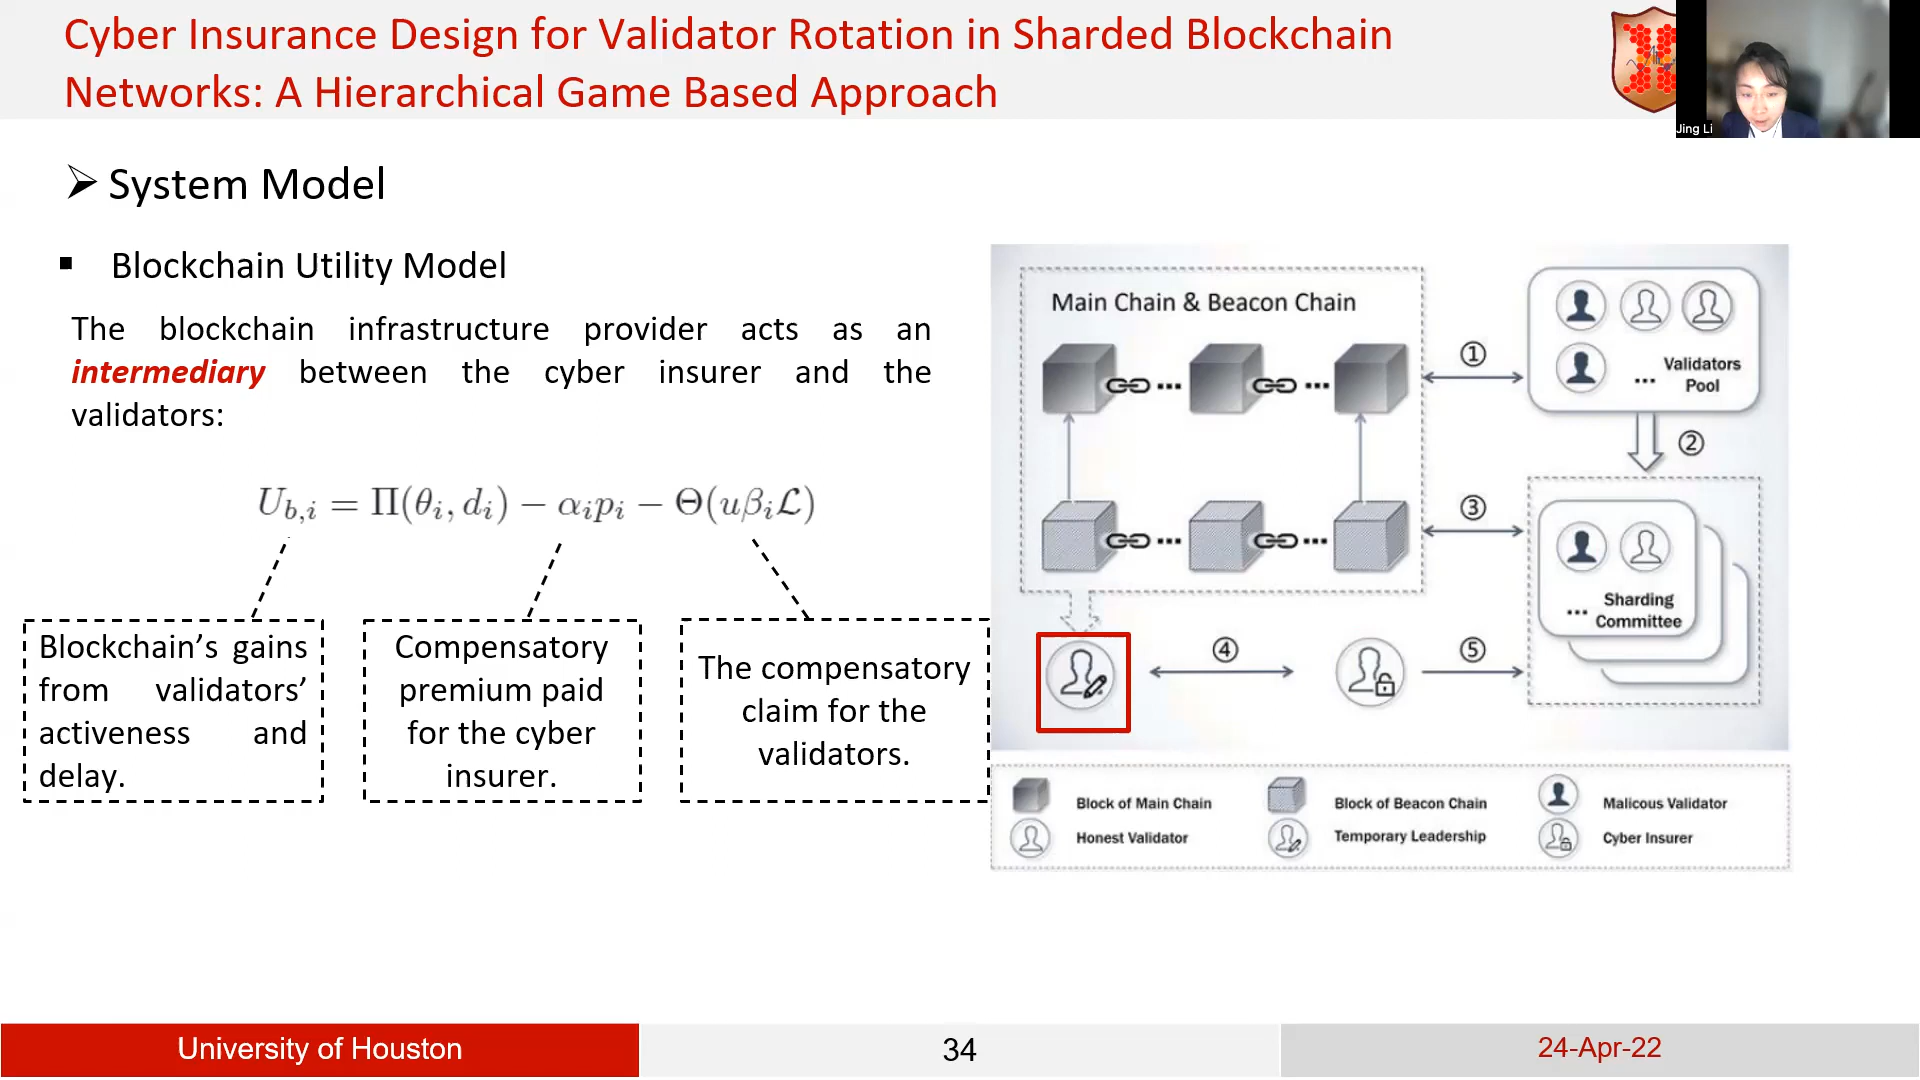 Cyber Insurance Design for Validator Rotation in Sharded Blockchain
Networks: A Hierarchical Game Based Approach
Jing Li
➢ System Model
▪ Blockchain Utility Model
The blockchain infrastructure provider acts as an
intermediary between the cyber insurer and the
validators:
U_{b,i} = Π(θ_i, d_i) − α_i p_i − Θ(uβ_i ℒ)
Blockchain's gains
from validators'
activeness and
delay.
Compensatory
premium paid
for the cyber
insurer.
The compensatory
claim for the
validators.
Main Chain & Beacon Chain
①
... Validators
Pool
②
③
... Sharding
Committee
④
⑤
Block of Main Chain
Block of Beacon Chain
Malicous Validator
Honest Validator
Temporary Leadership
Cyber Insurer
University of Houston
34
24-Apr-22